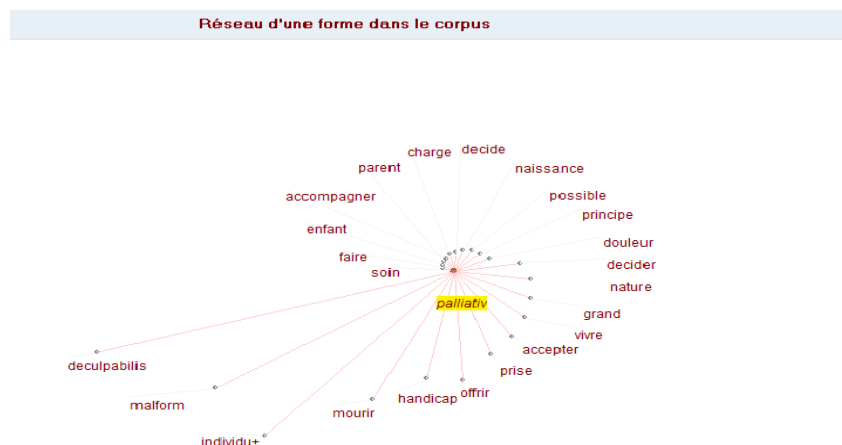 Réseau d'une forme dans le corpus
charge
decide
parent
naissance
accompagner
possible
principe
enfant
douleur
faire
decider
soin
nature
palliativ
grand
vivre
accepter
deculpabilis
prise
malform
handicap
offrir
mourir
individu+